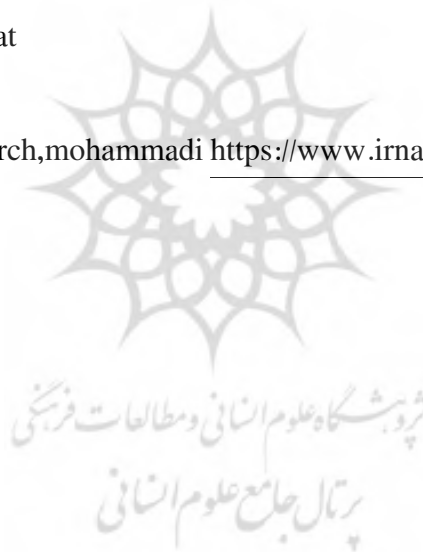 at
rch,mohammadi https://www.irna
پژوهشگاه علوم انسانی و مطالعات فرهنگی
پرتال جامع علوم انسانی